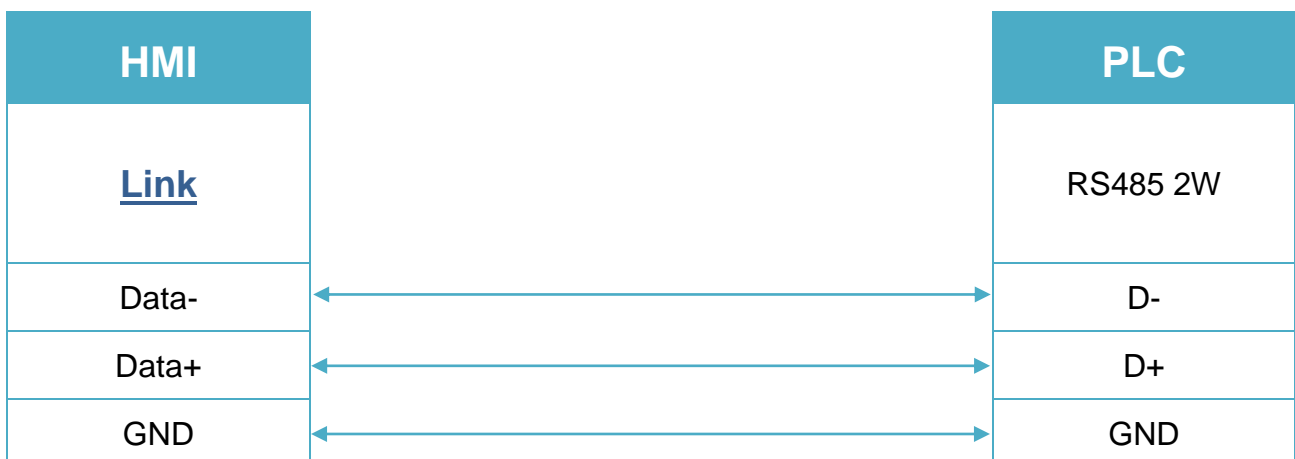 HMI PLC
Link RS485 2W
Data- D-
Data+ D+
GND GND